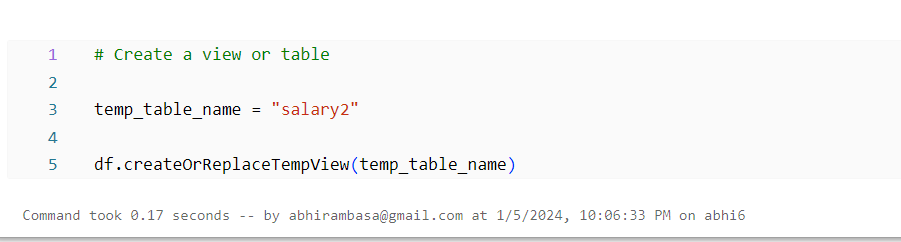 1 # Create a view or table
2
3 temp_table_name = "salary2"
4
5 df.createOrReplaceTempView(temp_table_name)
Command took 0.17 seconds -- by abhirambasa@gmail.com at 1/5/2024, 10:06:33 PM on abhi6